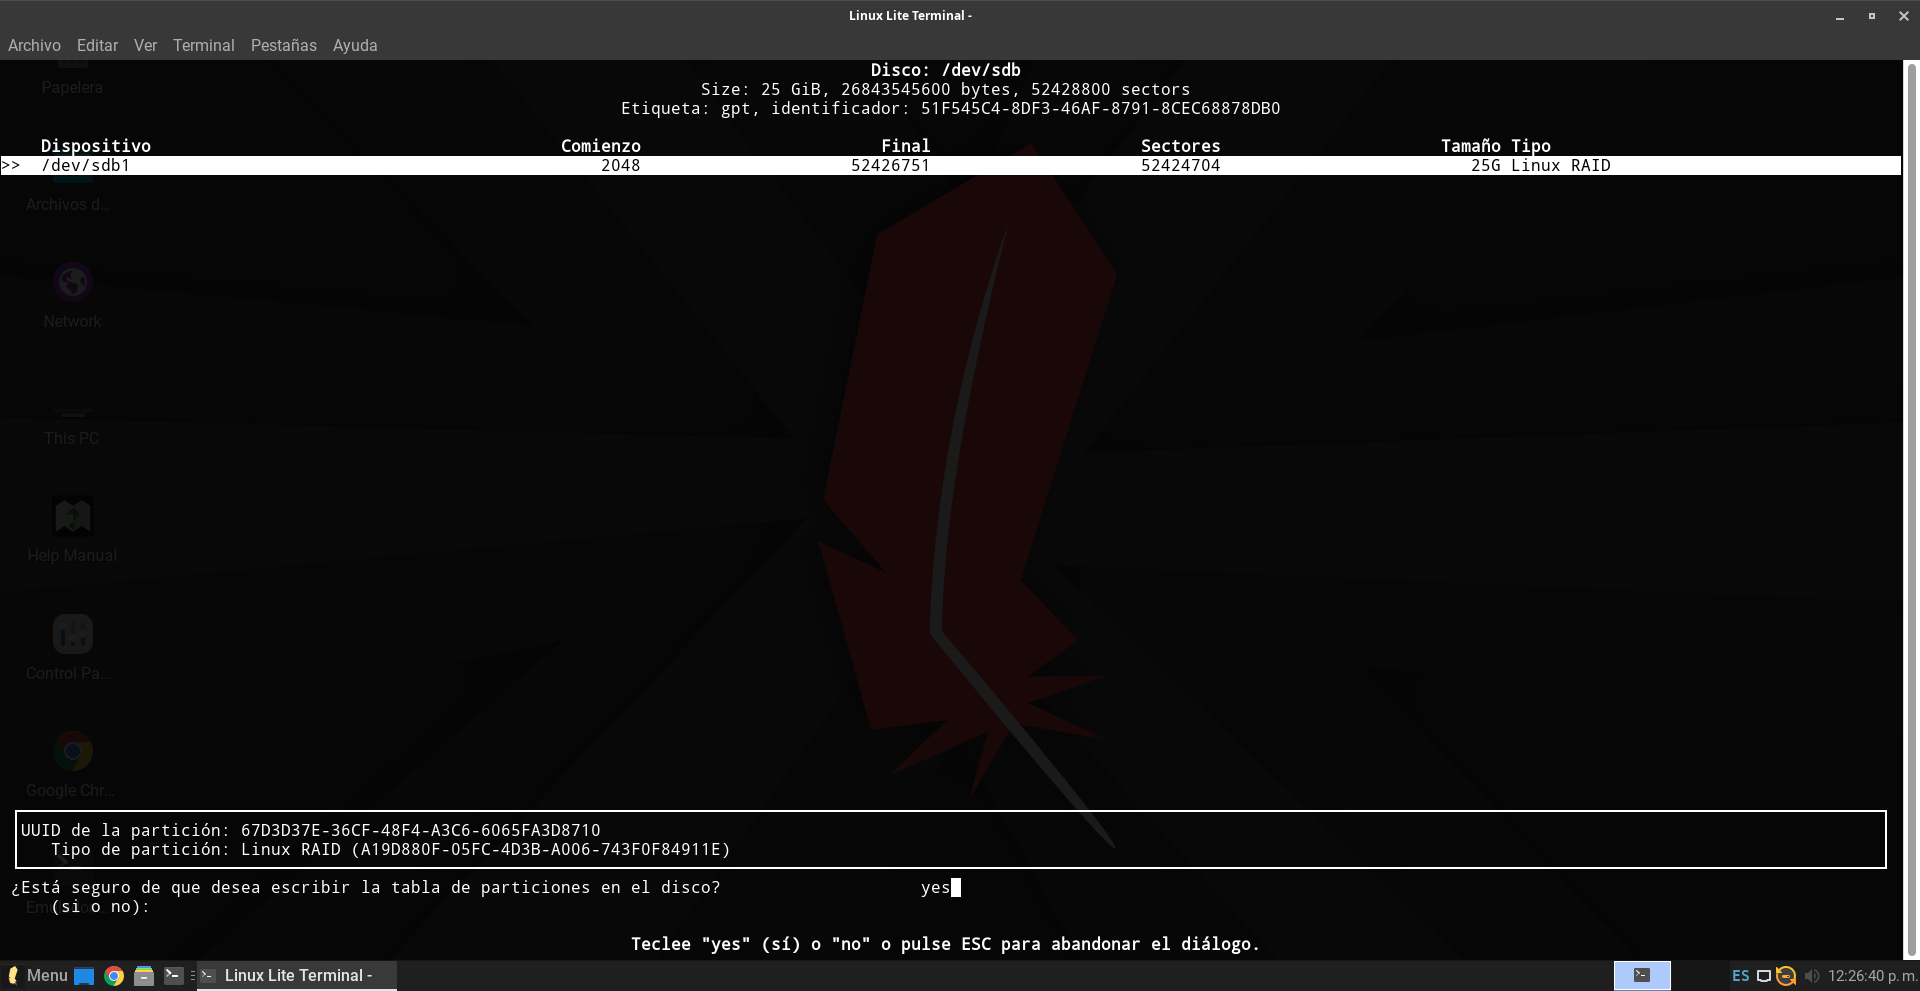 Linux Lite Terminal -
Archivo Editar Ver Terminal Pestañas Ayuda
Disco: /dev/sdb
Size: 25 GiB, 26843545600 bytes, 52428800 sectors
Etiqueta: gpt, identificador: 51F545C4-8DF3-46AF-8791-8CEC68878DB0
Dispositivo Comienzo Final Sectores Tamaño Tipo
>> /dev/sdb1 2048 52426751 52424704 25G Linux RAID
Papelera
Archivos d...
Network
This PC
Help Manual
Control Pa...
Google Chr...
UUID de la partición: 67D3D37E-36CF-48F4-A3C6-6065FA3D8710
Tipo de partición: Linux RAID (A19D880F-05FC-4D3B-A006-743F0F84911E)
¿Está seguro de que desea escribir la tabla de particiones en el disco? yes
(si o no):
Teclee "yes" (sí) o "no" o pulse ESC para abandonar el diálogo.
Menu Linux Lite Terminal - ES 12:26:40 p. m.